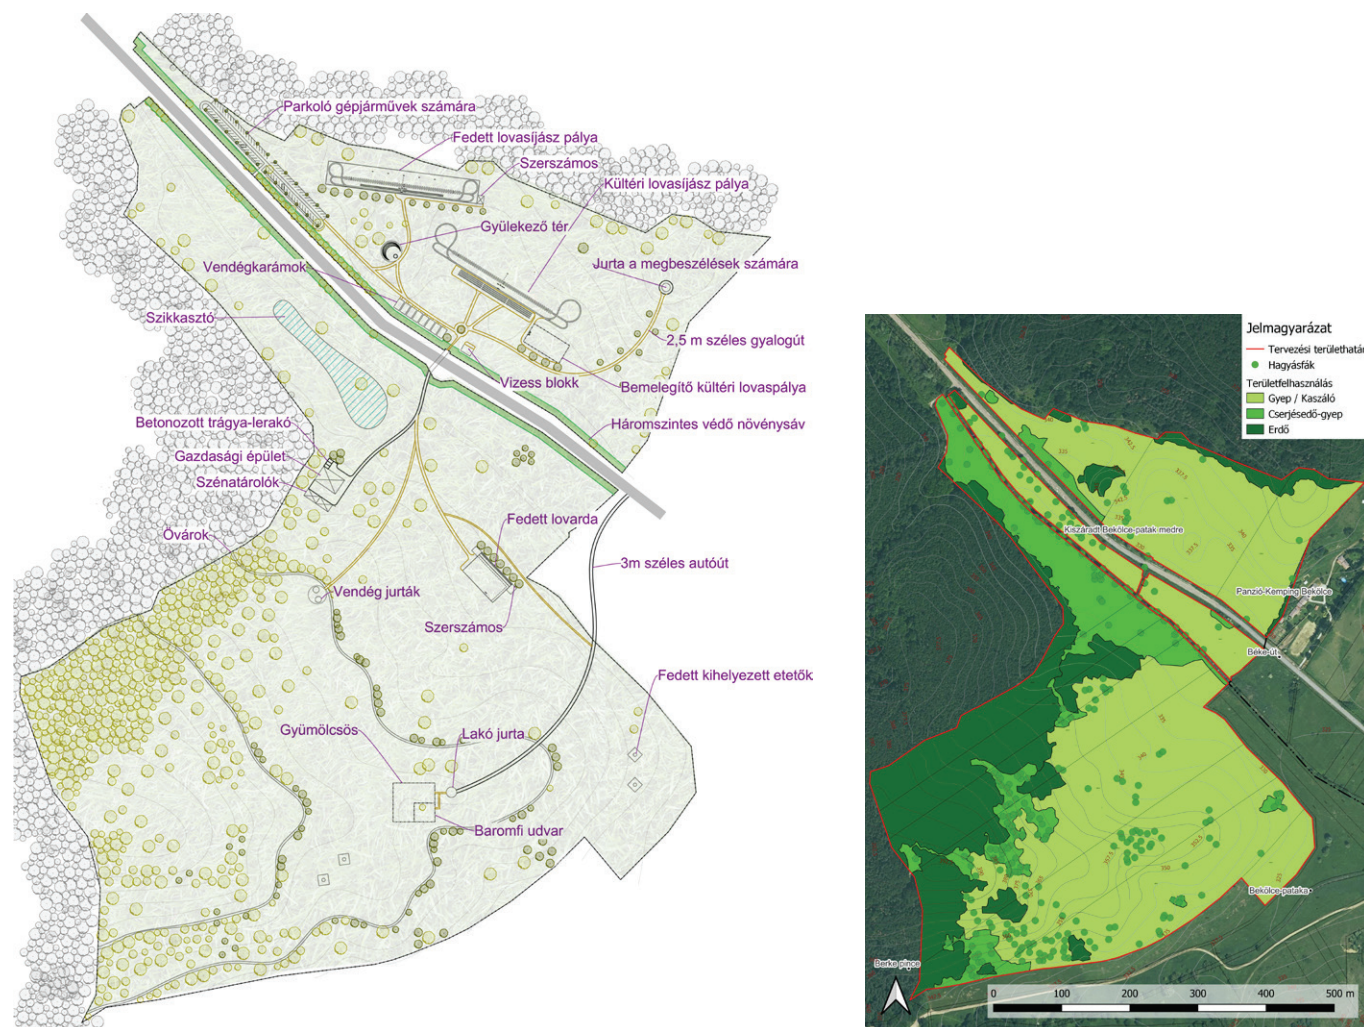 Parkoló gépjárművek számára
Fedett lovasíjász pálya
Szerszámos
Kültéri lovasíjász pálya
Gyülekező tér
Vendégkarámok
Jurta a megbeszélések számára
Szikkasztó
2,5 m széles gyalogút
Vizess blokk
Bemelegítő kültéri lovaspálya
Betonozott trágya-lerakó
Háromszintes védő növénysáv
Gazdasági épület
Szénatárolók
Fedett lovarda
Övárok
3m széles autóút
Vendég jurták
Szerszámos
Fedett kihelyezett etetők
Gyümölcsös
Lakó jurta
Baromfi udvar
Jelmagyarázat
Tervezési területhatár
Hagyásfák
Területfelhasználás
Gyep / Kaszáló
Cserjésedő-gyep
Erdő
Kiszáradt Bekölce-patak medre
Panzió-Kemping Bekölce
Béke-út
Bekölce-pataka
Berke pince
0 100 200 300 400 500 m